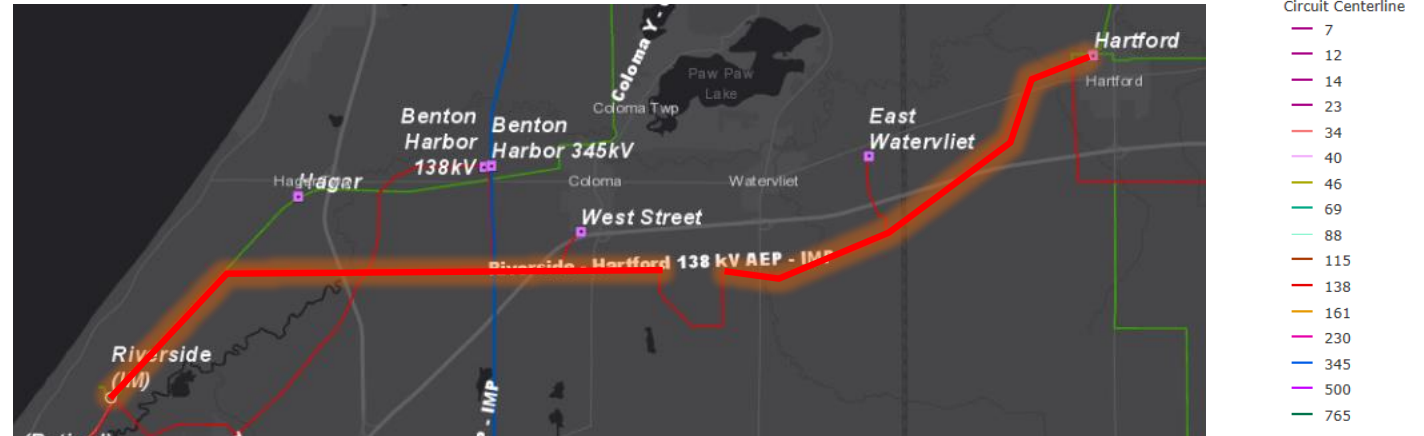 Circuit Centerline
7
12
14
23
34
40
46
69
88
115
138
161
230
345
500
765
Coloma Y - C
Hartford
Hartford
Paw Paw
Lake
Coloma Twp
Benton
Harbor
138kV
Benton
Harbor 345kV
East
Watervliet
Hagar
Coloma
Watervliet
West Street
Riverside - Hartford 138 kV AEP - IMP
Riverside
(IM)
P - IMP